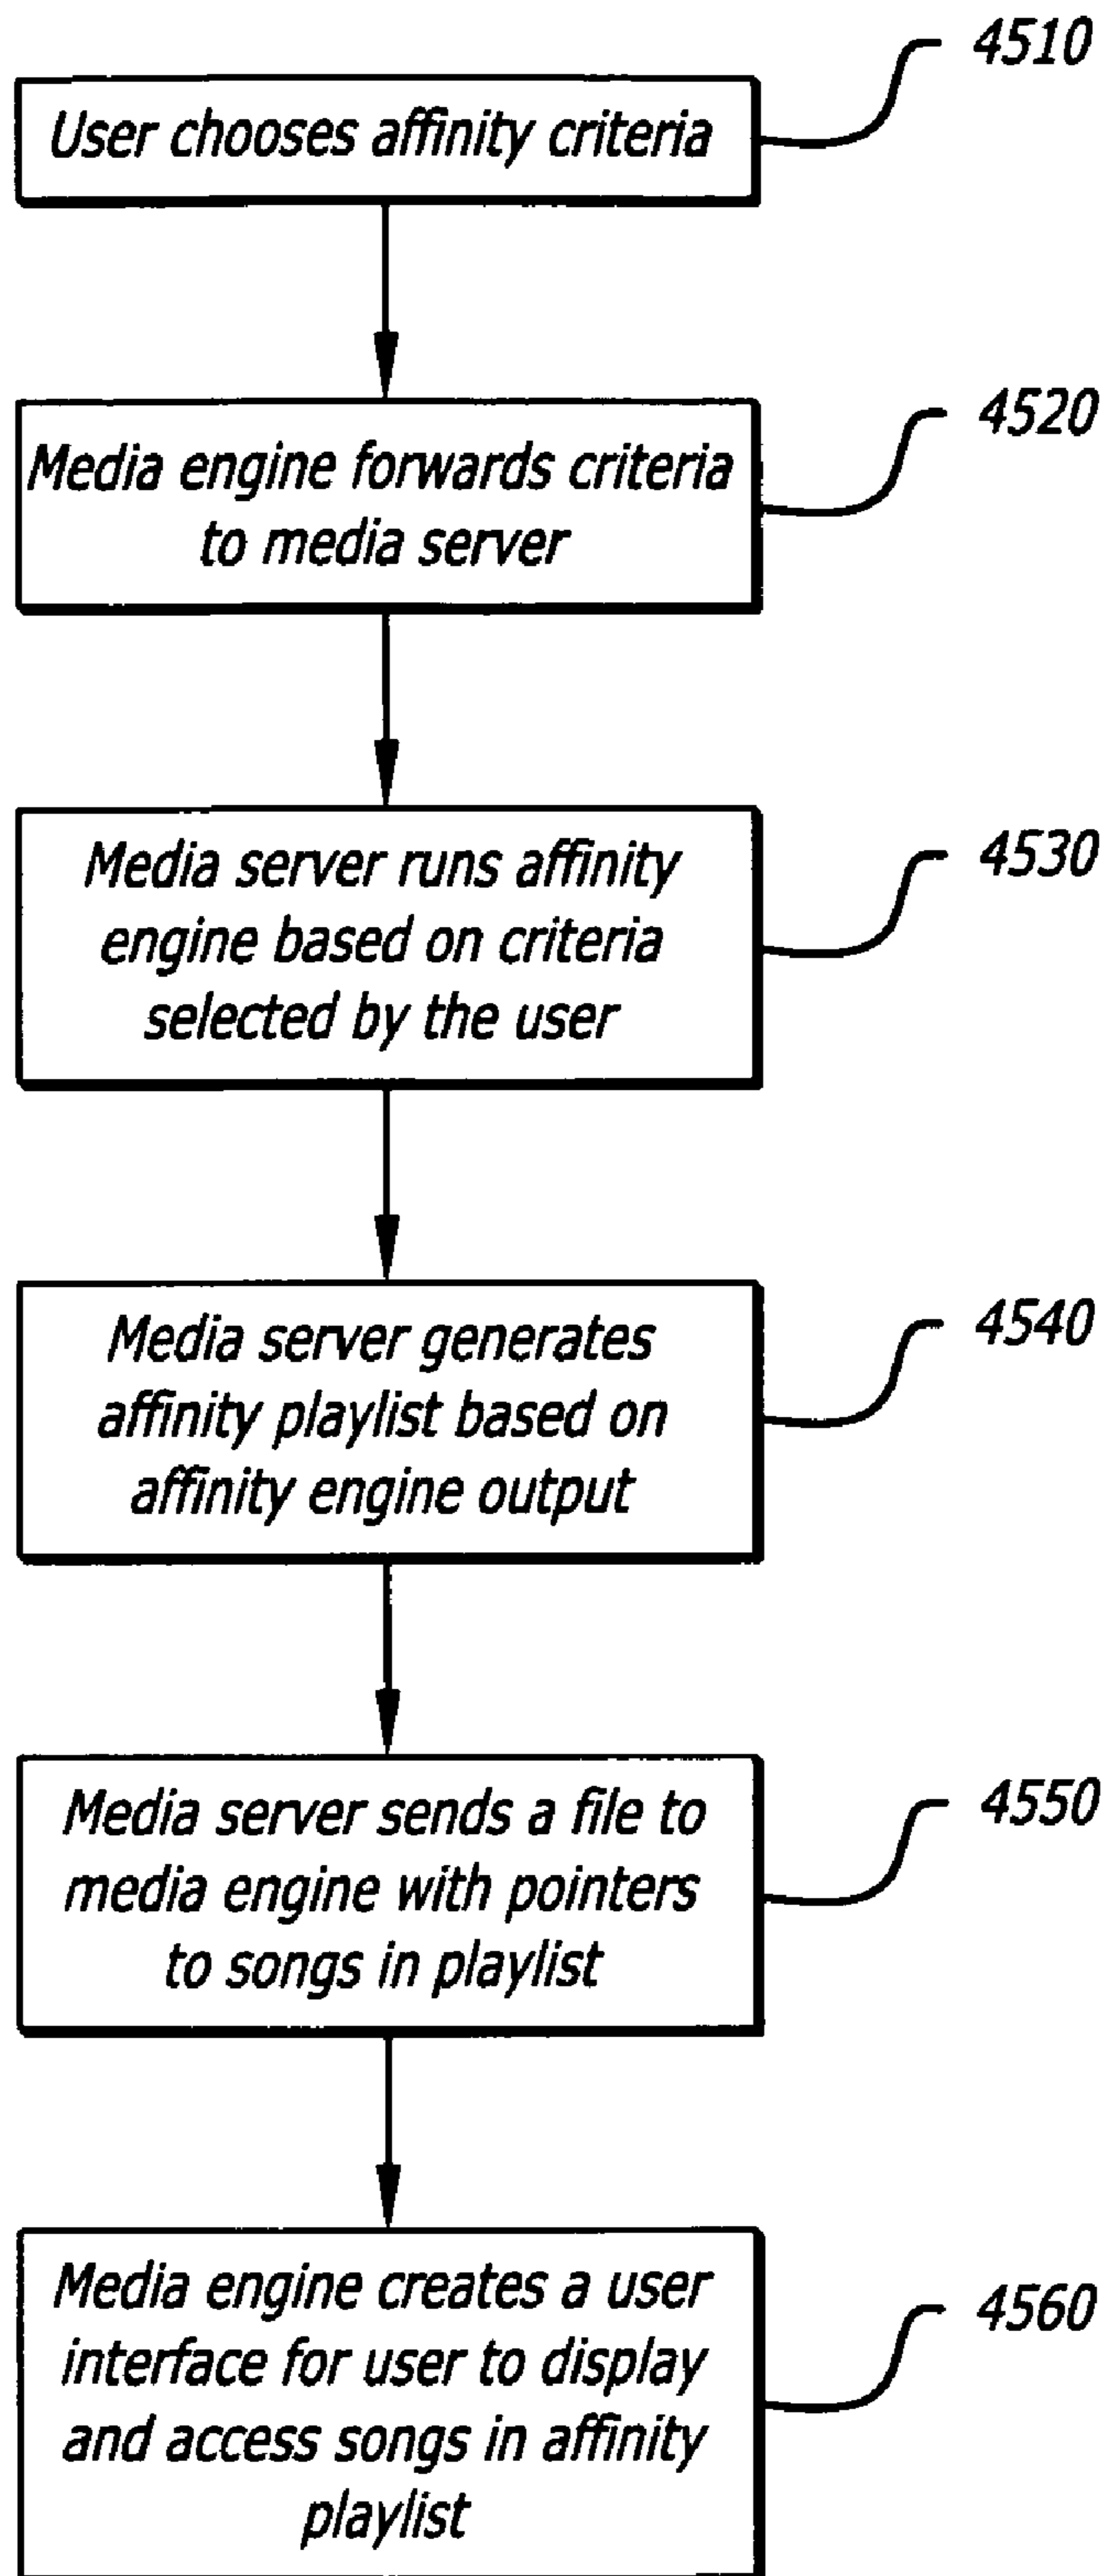 4510
User chooses affinity criteria
4520
Media engine forwards criteria
to media server
4530
Media server runs affinity
engine based on criteria
selected by the user
4540
Media server generates
affinity playlist based on
affinity engine output
4550
Media server sends a file to
media engine with pointers
to songs in playlist
4560
Media engine creates a user
interface for user to display
and access songs in affinity
playlist